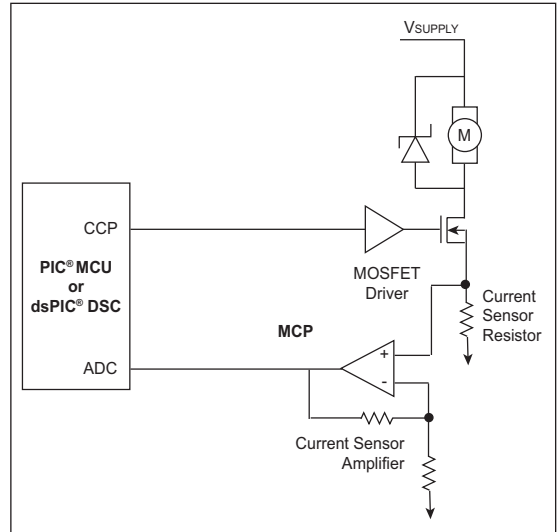 VSUPPLY
M
CCP
PIC® MCU
or
dsPIC® DSC
MOSFET
Driver
Current
Sensor
Resistor
MCP
ADC
+
-
Current Sensor
Amplifier